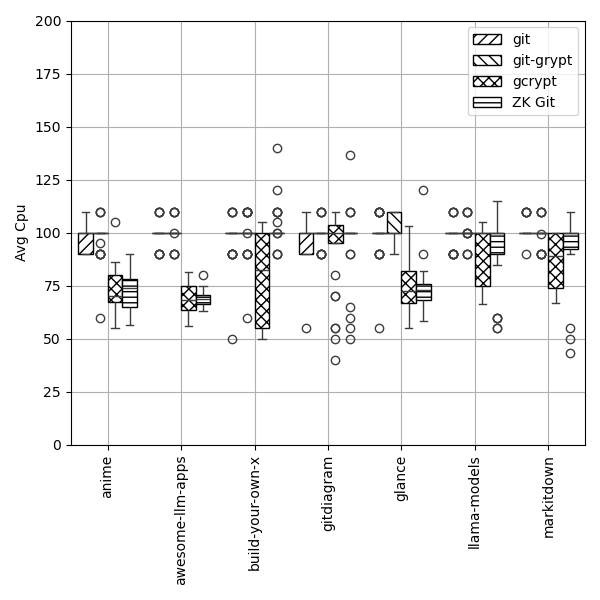 200
175
150
125
100
75
50
25
0
Avg Cpu
git
git-grypt
gcrypt
ZK Git
anime
awesome-llm-apps
build-your-own-x
gitdiagram
glance
llama-models
markitdown